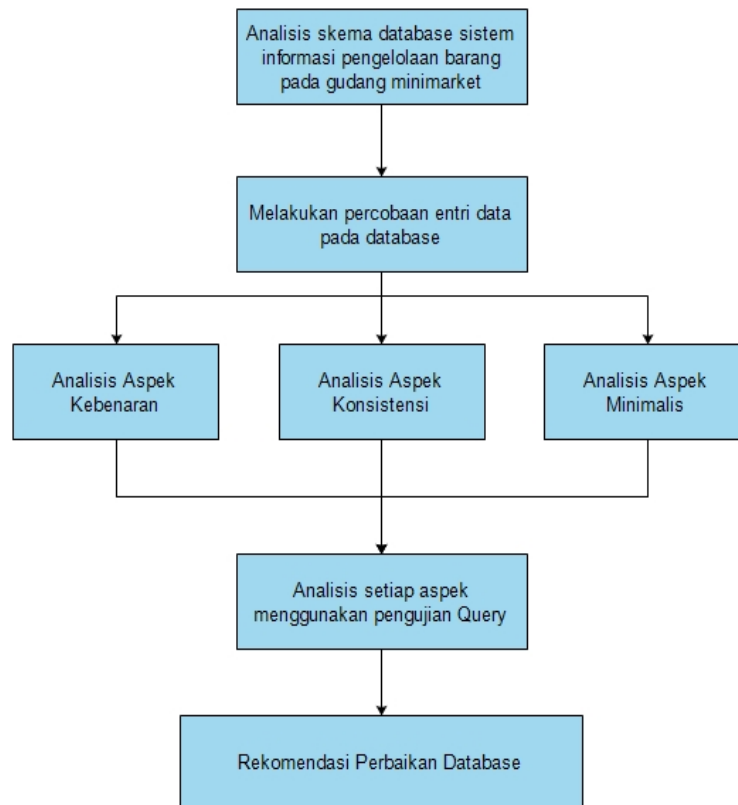 Analisis skema database sistem
informasi pengelolaan barang
pada gudang minimarket
Melakukan percobaan entri data
pada database
Analisis Aspek
Kebenaran
Analisis Aspek
Konsistensi
Analisis Aspek
Minimalis
Analisis setiap aspek
menggunakan pengujian Query
Rekomendasi Perbaikan Database